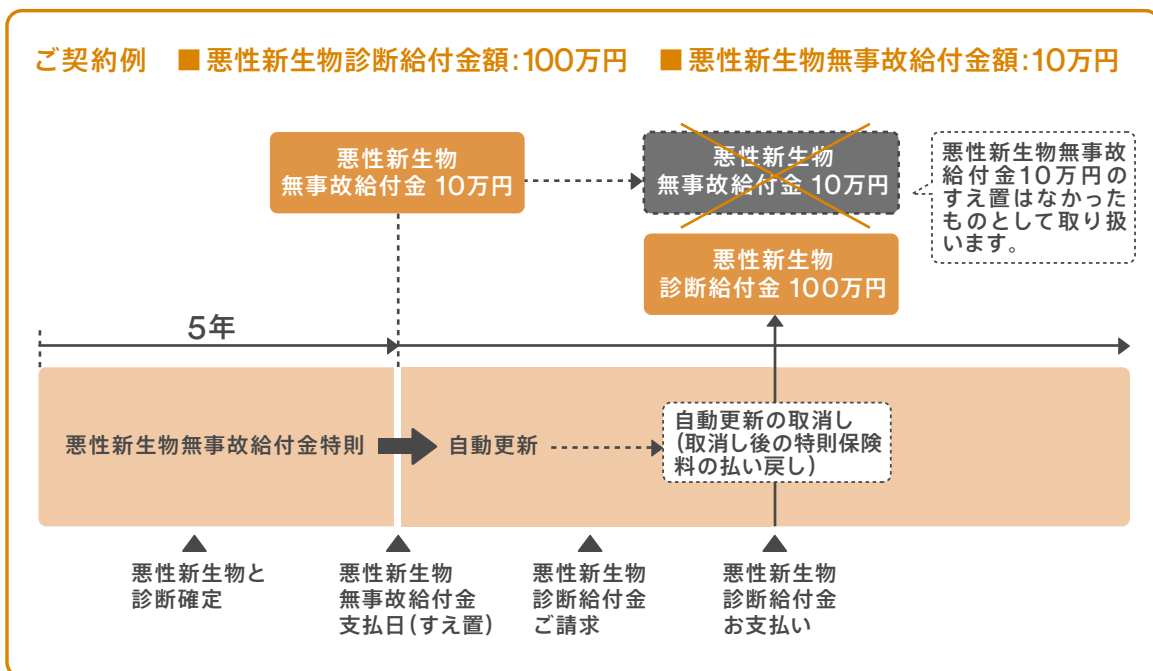 ご契約例 ■悪性新生物診断給付金額：100万円 ■悪性新生物無事故給付金額：10万円
悪性新生物
無事故給付金 10万円
悪性新生物
無事故給付金 10万円
悪性新生物無事故
給付金10万円の
すえ置はなかった
ものとして取り扱
います。
悪性新生物
診断給付金 100万円
5年
悪性新生物無事故給付金特則
自動更新
自動更新の取消し
(取消し後の特則保険
料の払い戻し)
悪性新生物と
診断確定
悪性新生物
無事故給付金
支払日(すえ置)
悪性新生物
診断給付金
ご請求
悪性新生物
診断給付金
お支払い